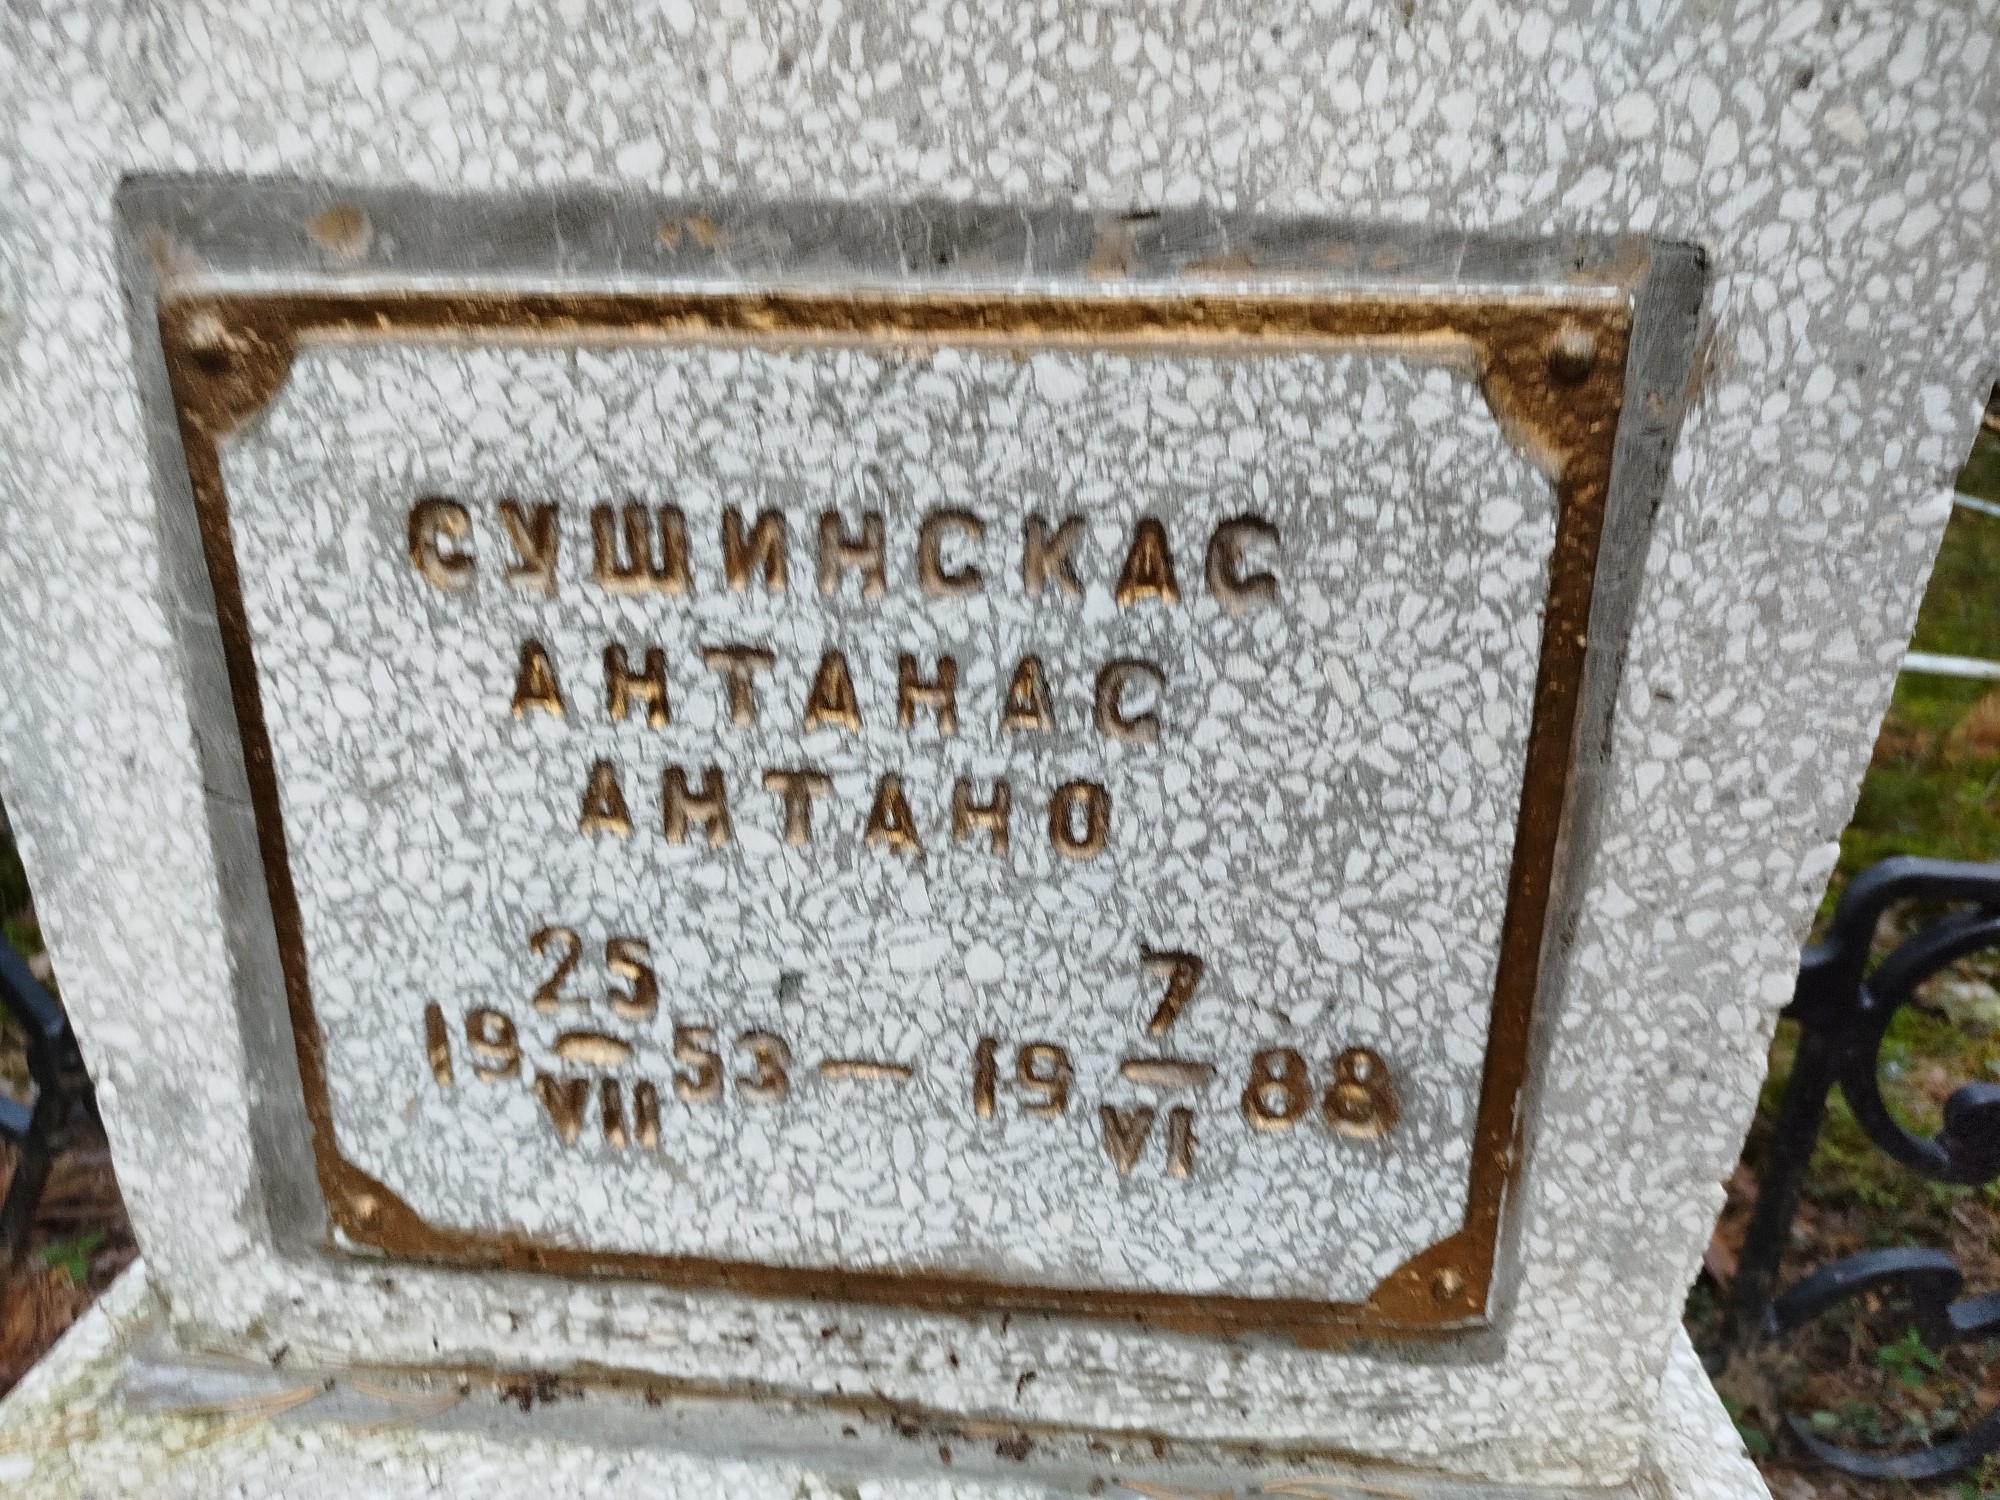 СУШИНСКАС
АНТАНАС
АНТАНО
25 7
19 — 53 — 19 — 88
VII VI